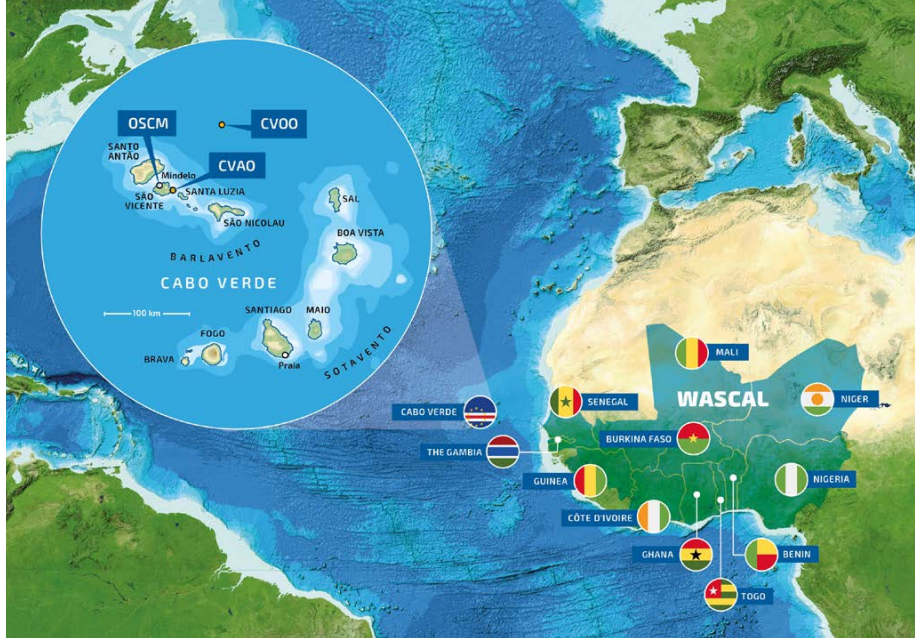 OSCM
CVOO
SANTO
ANTÃO
CVAO
Mindelo
SÃO
VICENTE
SANTA LUZIA
SÃO NICOLAU
SAL
BOA VISTA
BARLAVENTO
CABO VERDE
100 km
SANTIAGO
MAIO
FOGO
BRAVA
Praia
SOTAVENTO
MALI
WASCAL
NIGER
CABO VERDE
SENEGAL
BURKINA FASO
THE GAMBIA
GUINEA
NIGERIA
CÔTE D'IVOIRE
GHANA
BENIN
TOGO